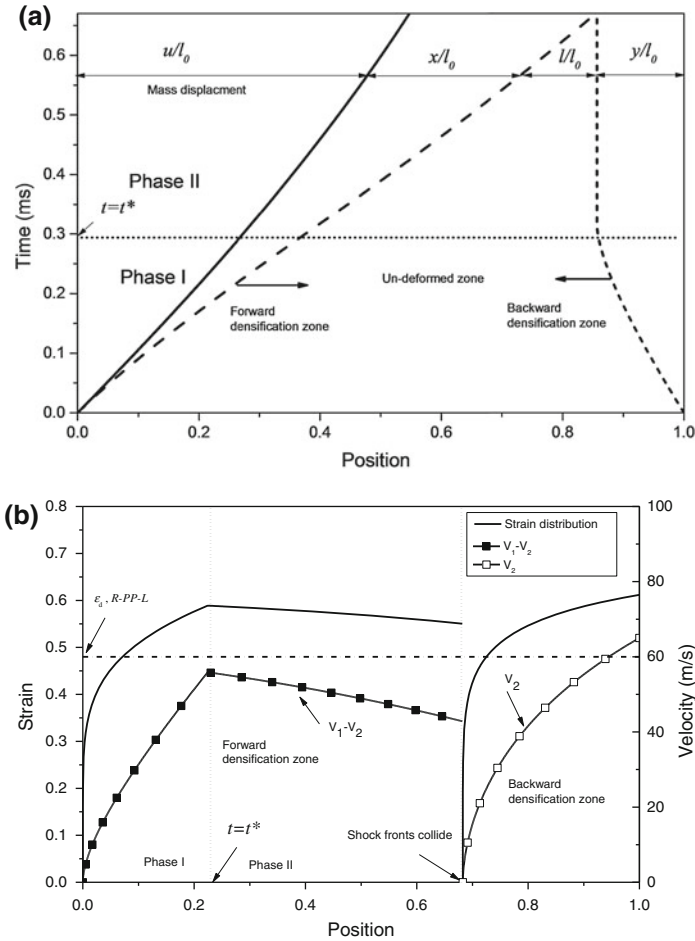 (a)
0.6
0.5
0.4
0.3
0.2
0.1
0.0
Time (ms)
u/l₀
x/l₀
l/l₀
y/l₀
Mass displacment
Phase II
t=t*
Phase I
Un-deformed zone
Forward
densification zone
Backward
densification zone
0.0 0.2 0.4 0.6 0.8 1.0
Position
(b)
0.8
0.7
0.6
0.5
0.4
0.3
0.2
0.1
0.0
Strain
100
80
60
40
20
0
Velocity (m/s)
Strain distribution
V₁-V₂
V₂
εd, R-PP-L
V₂
V₁-V₂
Forward
densification zone
Backward
densification zone
t=t*
Shock fronts collide
Phase I
Phase II
0.0 0.2 0.4 0.6 0.8 1.0
Position